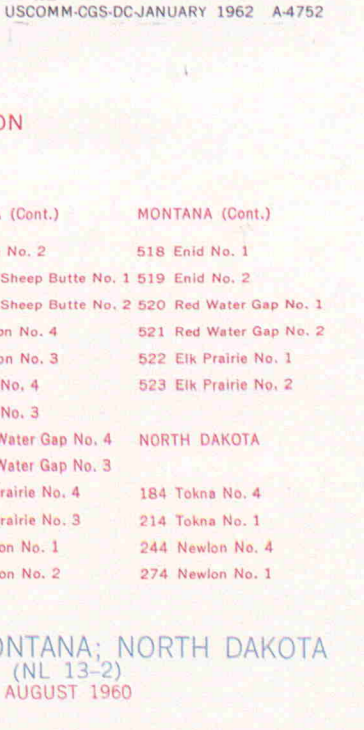 USCOMM-CGS-DC-JANUARY 1962 A-4752
ON
(Cont.) MONTANA (Cont.)
No. 2 518 Enid No. 1
Sheep Butte No. 1 519 Enid No. 2
Sheep Butte No. 2 520 Red Water Gap No. 1
on No. 4 521 Red Water Gap No. 2
on No. 3 522 Elk Prairie No. 1
No. 4 523 Elk Prairie No. 2
No. 3
Water Gap No. 4 NORTH DAKOTA
Water Gap No. 3
rairie No. 4 184 Tokna No. 4
rairie No. 3 214 Tokna No. 1
on No. 1 244 Newlon No. 4
on No. 2 274 Newlon No. 1
ONTANA; NORTH DAKOTA
(NL 13-2)
AUGUST 1960